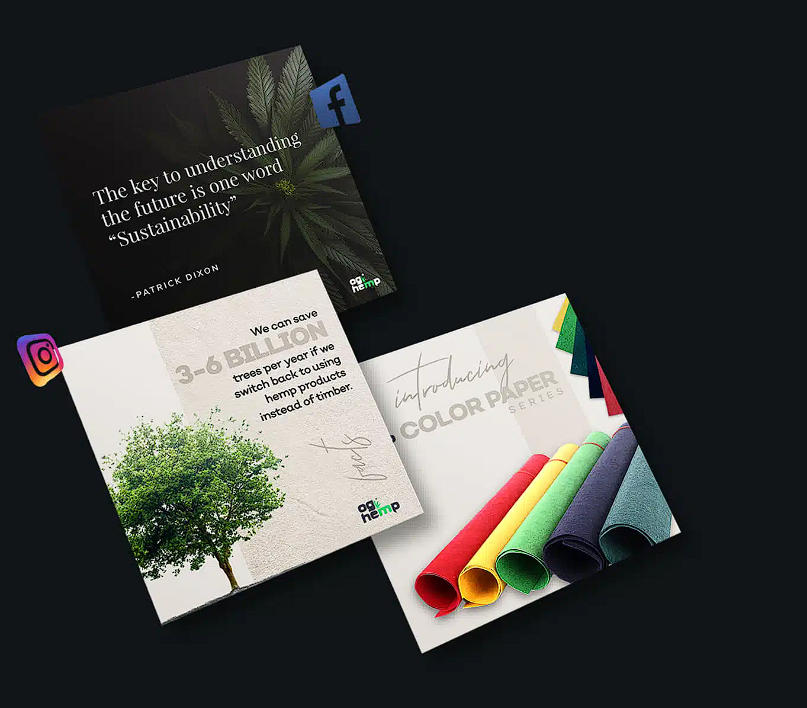 The key to understanding
the future is one word
“Sustainability”
-PATRICK DIXON
ogi
hemp
We can save
3-6 BILLION
trees per year if we
switch back to using
hemp products
instead of timber.
facts
ogi
hemp
introducing
COLOR PAPER
SERIES